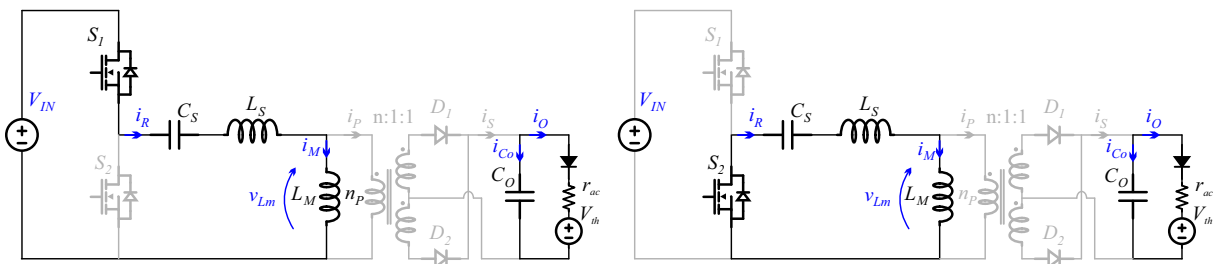 S1
VIN
iR
CS
LS
iP
n:1:1
D1
iS
iO
iM
iCo
S2
vLm
LM
nP
CO
rac
Vth
D2
S1
VIN
iR
CS
LS
iP
n:1:1
D1
iS
iO
iM
iCo
S2
vLm
LM
nP
CO
rac
Vth
D2